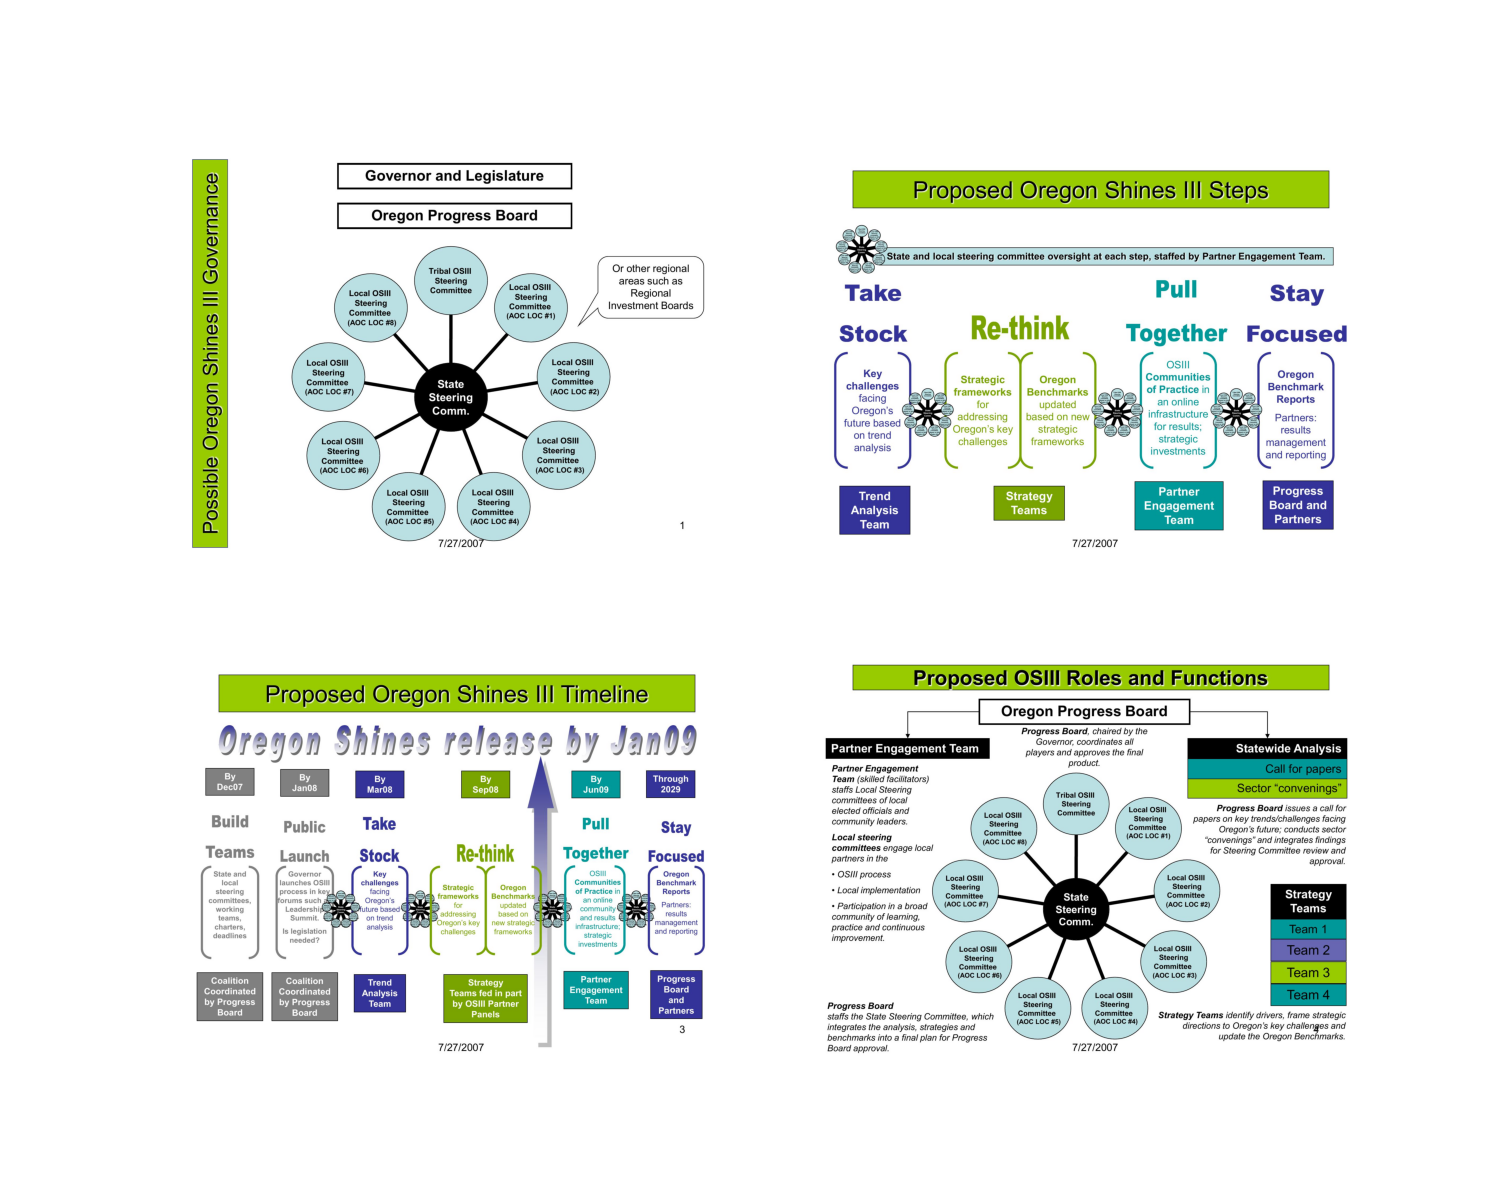 Possible Oregon Shines III Governance
Governor and Legislature
Oregon Progress Board
Tribal OSIII
Steering
Committee
Local OSIII
Steering
Committee
(AOC LOC #1)
Local OSIII
Steering
Committee
(AOC LOC #2)
Local OSIII
Steering
Committee
(AOC LOC #3)
Local OSIII
Steering
Committee
(AOC LOC #4)
Local OSIII
Steering
Committee
(AOC LOC #5)
Local OSIII
Steering
Committee
(AOC LOC #6)
Local OSIII
Steering
Committee
(AOC LOC #7)
Local OSIII
Steering
Committee
(AOC LOC #8)
State
Steering
Comm.
Or other regional
areas such as
Regional
Investment Boards
1
7/27/2007
Proposed Oregon Shines III Steps
State and local steering committee oversight at each step, staffed by Partner Engagement Team.
Take
Stock
Key
challenges
facing
Oregon's
future based
on trend
analysis
Trend
Analysis
Team
Re-think
Strategic
frameworks
for
addressing
Oregon's key
challenges
Oregon
Benchmarks
updated
based on new
strategic
frameworks
Strategy
Teams
Pull
Together
OSIII
Communities
of Practice in
an online
infrastructure
for results;
strategic
investments
Partner
Engagement
Team
Stay
Focused
Oregon
Benchmark
Reports
Partners:
results
management
and reporting
Progress
Board and
Partners
7/27/2007
Proposed Oregon Shines III Timeline
Oregon Shines release by Jan09
By
Dec07
Build
Teams
State and
local
steering
committees,
working
teams,
charters,
deadlines
Coalition
Coordinated
by Progress
Board
By
Jan08
Public
Launch
Governor
launches OSIII
process in key
forums such
Leadership
Summit.
Is legislation
needed?
Coalition
Coordinated
by Progress
Board
By
Mar08
Take
Stock
Key
challenges
facing
Oregon's
future based
on trend
analysis
Trend
Analysis
Team
By
Sep08
Re-think
Strategic
frameworks
for
addressing
Oregon's key
challenges
Oregon
Benchmarks
updated
based on
new strategic
frameworks
Strategy
Teams fed in part
by OSIII Partner
Panels
By
Jun09
Pull
Together
OSIII
Communities
of Practice in
an online
community
and results
infrastructure;
strategic
investments
Partner
Engagement
Team
Through
2029
Stay
Focused
Oregon
Benchmark
Reports
Partners:
results
management
and reporting
Progress
Board
and
Partners
3
7/27/2007
Proposed OSIII Roles and Functions
Oregon Progress Board
Progress Board, chaired by the
Governor, coordinates all
players and approves the final
product.
Partner Engagement Team
Partner Engagement
Team (skilled facilitators)
staffs Local Steering
committees of local
elected officials and
community leaders.
Local steering
committees engage local
partners in the
• OSIII process
• Local implementation
• Participation in a broad
community of learning,
practice and continuous
improvement.
Progress Board
staffs the State Steering Committee, which
integrates the analysis, strategies and
benchmarks into a final plan for Progress
Board approval.
Tribal OSIII
Steering
Committee
Local OSIII
Steering
Committee
(AOC LOC #1)
Local OSIII
Steering
Committee
(AOC LOC #2)
Local OSIII
Steering
Committee
(AOC LOC #3)
Local OSIII
Steering
Committee
(AOC LOC #4)
Local OSIII
Steering
Committee
(AOC LOC #5)
Local OSIII
Steering
Committee
(AOC LOC #6)
Local OSIII
Steering
Committee
(AOC LOC #7)
Local OSIII
Steering
Committee
(AOC LOC #8)
State
Steering
Comm.
Statewide Analysis
Call for papers
Sector “convenings”
Progress Board issues a call for
papers on key trends/challenges facing
Oregon's future; conducts sector
“convenings” and integrates findings
for Steering Committee review and
approval.
Strategy
Teams
Team 1
Team 2
Team 3
Team 4
Strategy Teams identify drivers, frame strategic
directions to Oregon's key challenges and
update the Oregon Benchmarks.
4
7/27/2007